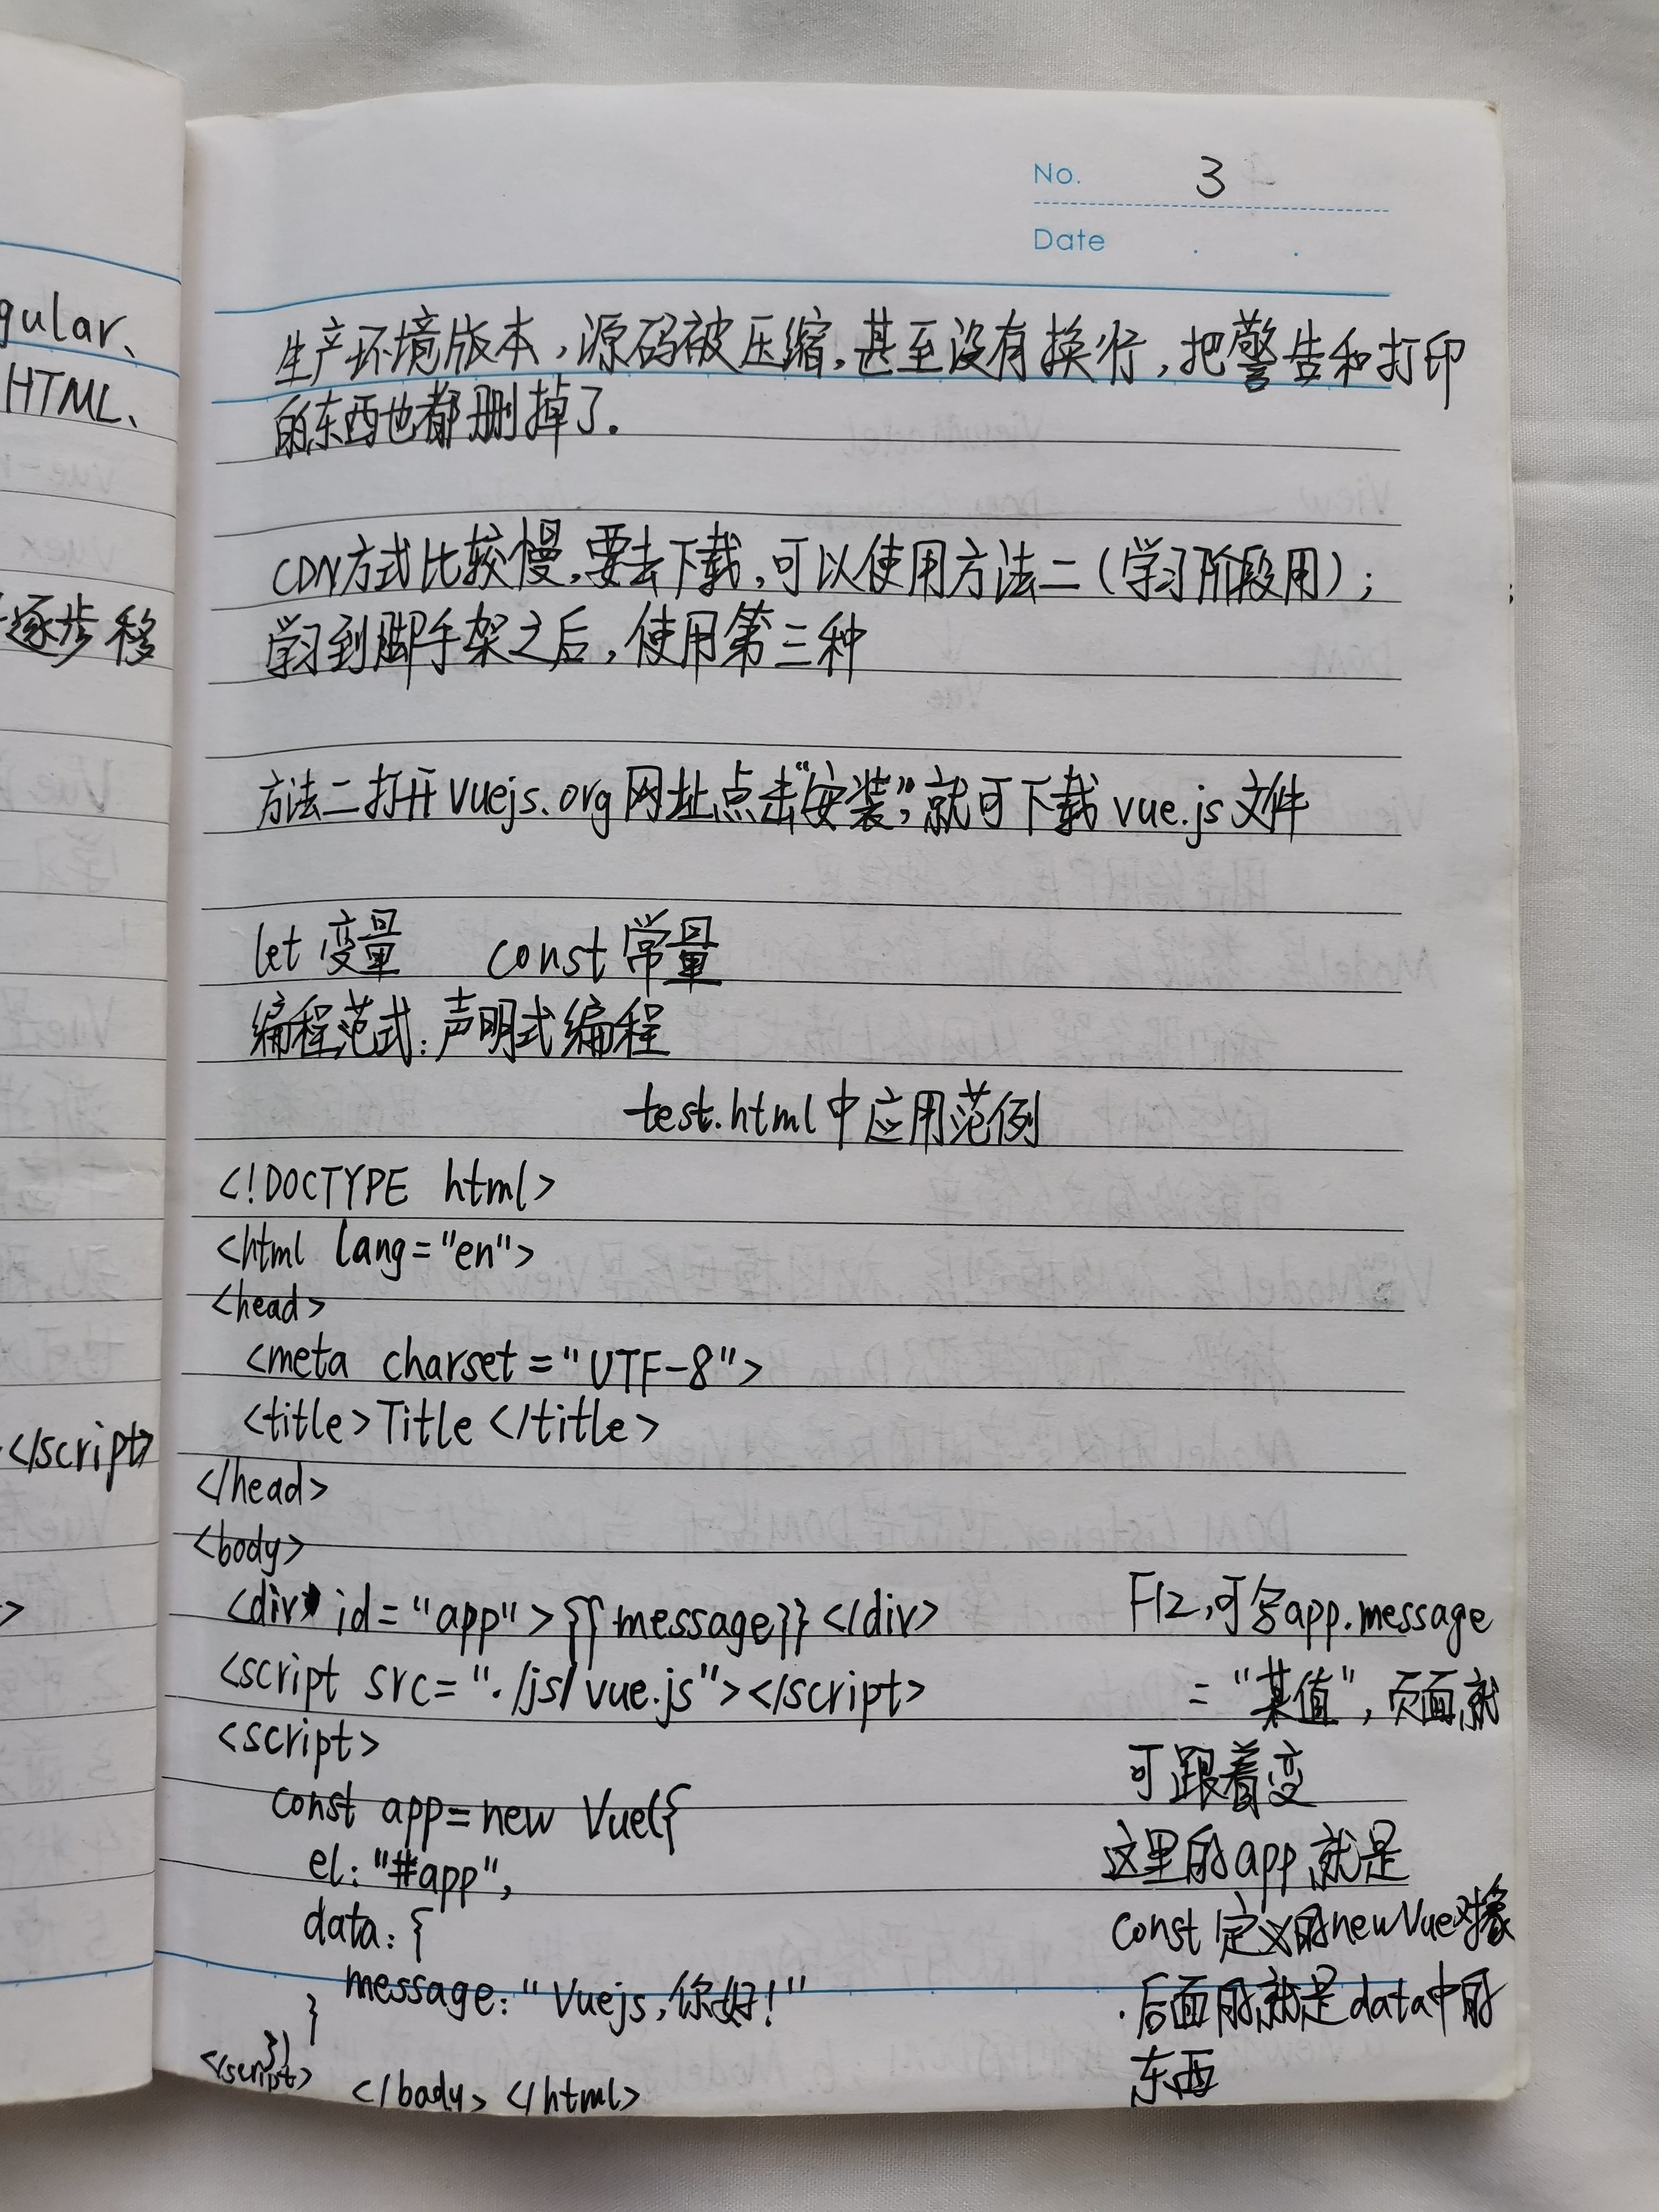 gular、
HTML、
逐步移
</script>
>
No. 3
Date . .
生产环境版本,源码被压缩,甚至没有换行,把警告和打印
的东西也都删掉了.
CDN方式比较慢,要去下载,可以使用方法二(学习阶段用);
学习到脚手架之后,使用第三种
方法二打开vuejs.org网址点击“安装”,就可下载vue.js文件
let变量 const常量
编程范式:声明式编程
test.html中应用范例
<!DOCTYPE html>
<html lang="en">
<head>
<meta charset="UTF-8">
<title>Title</title>
</head>
<body>
<div id="app">{{message}}</div>
<script src="./js/vue.js"></script>
<script>
const app=new Vue({
el:"#app",
data:{
message:"Vuejs,你好!"
}
})
</script> </body> </html>
F12,可写app.message
="某值",页面就
可跟着变
这里的app就是
const定义的newVue对象
.后面的就是data中的
东西